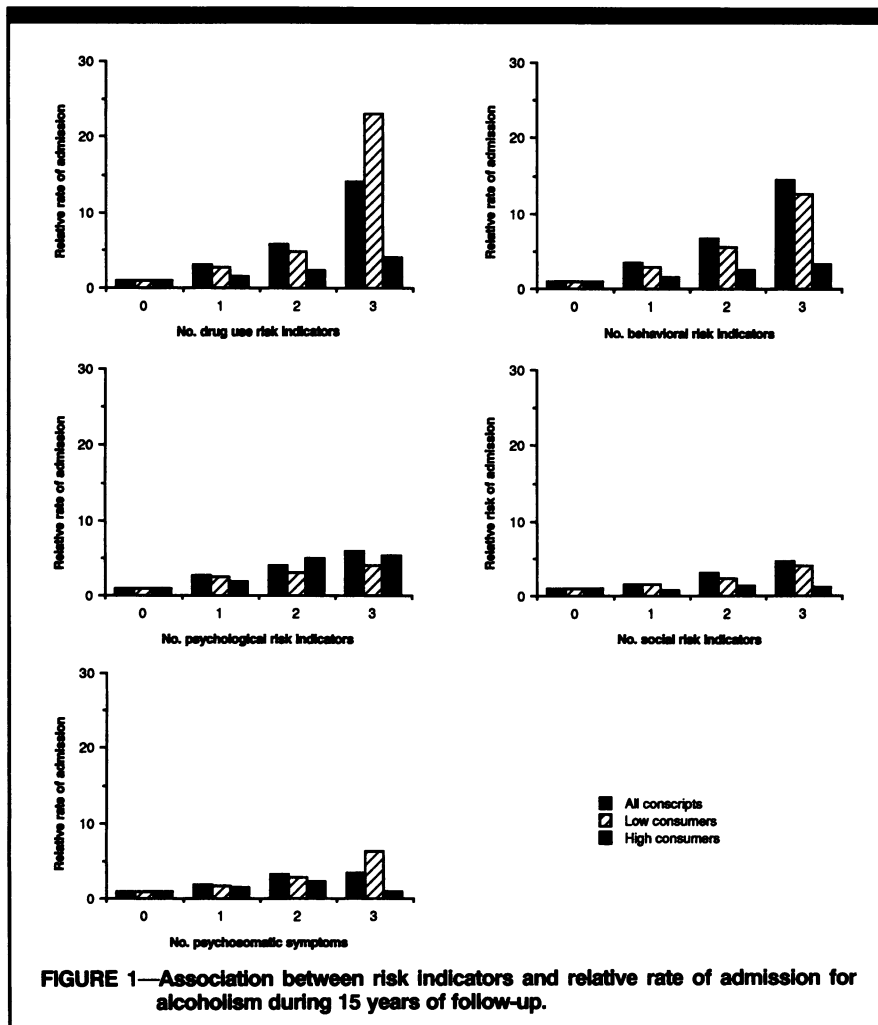 30
20
10
0
Relative rate of admission
0 1 2 3
No. drug use risk indicators
30
20
10
0
Relative rate of admission
0 1 2 3
No. behavioral risk indicators
30
20
10
0
Relative rate of admission
0 1 2 3
No. psychological risk indicators
30
20
10
0
Relative risk of admission
0 1 2 3
No. social risk indicators
30
20
10
0
Relative rate of admission
0 1 2 3
No. psychosomatic symptoms
All conscripts
Low consumers
High consumers
FIGURE 1—Association between risk indicators and relative rate of admission for
alcoholism during 15 years of follow-up.